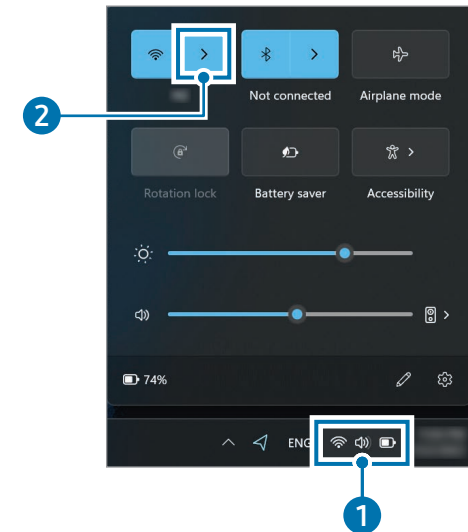 2
Not connected
Airplane mode
Rotation lock
Battery saver
Accessibility
74%
ENG
1